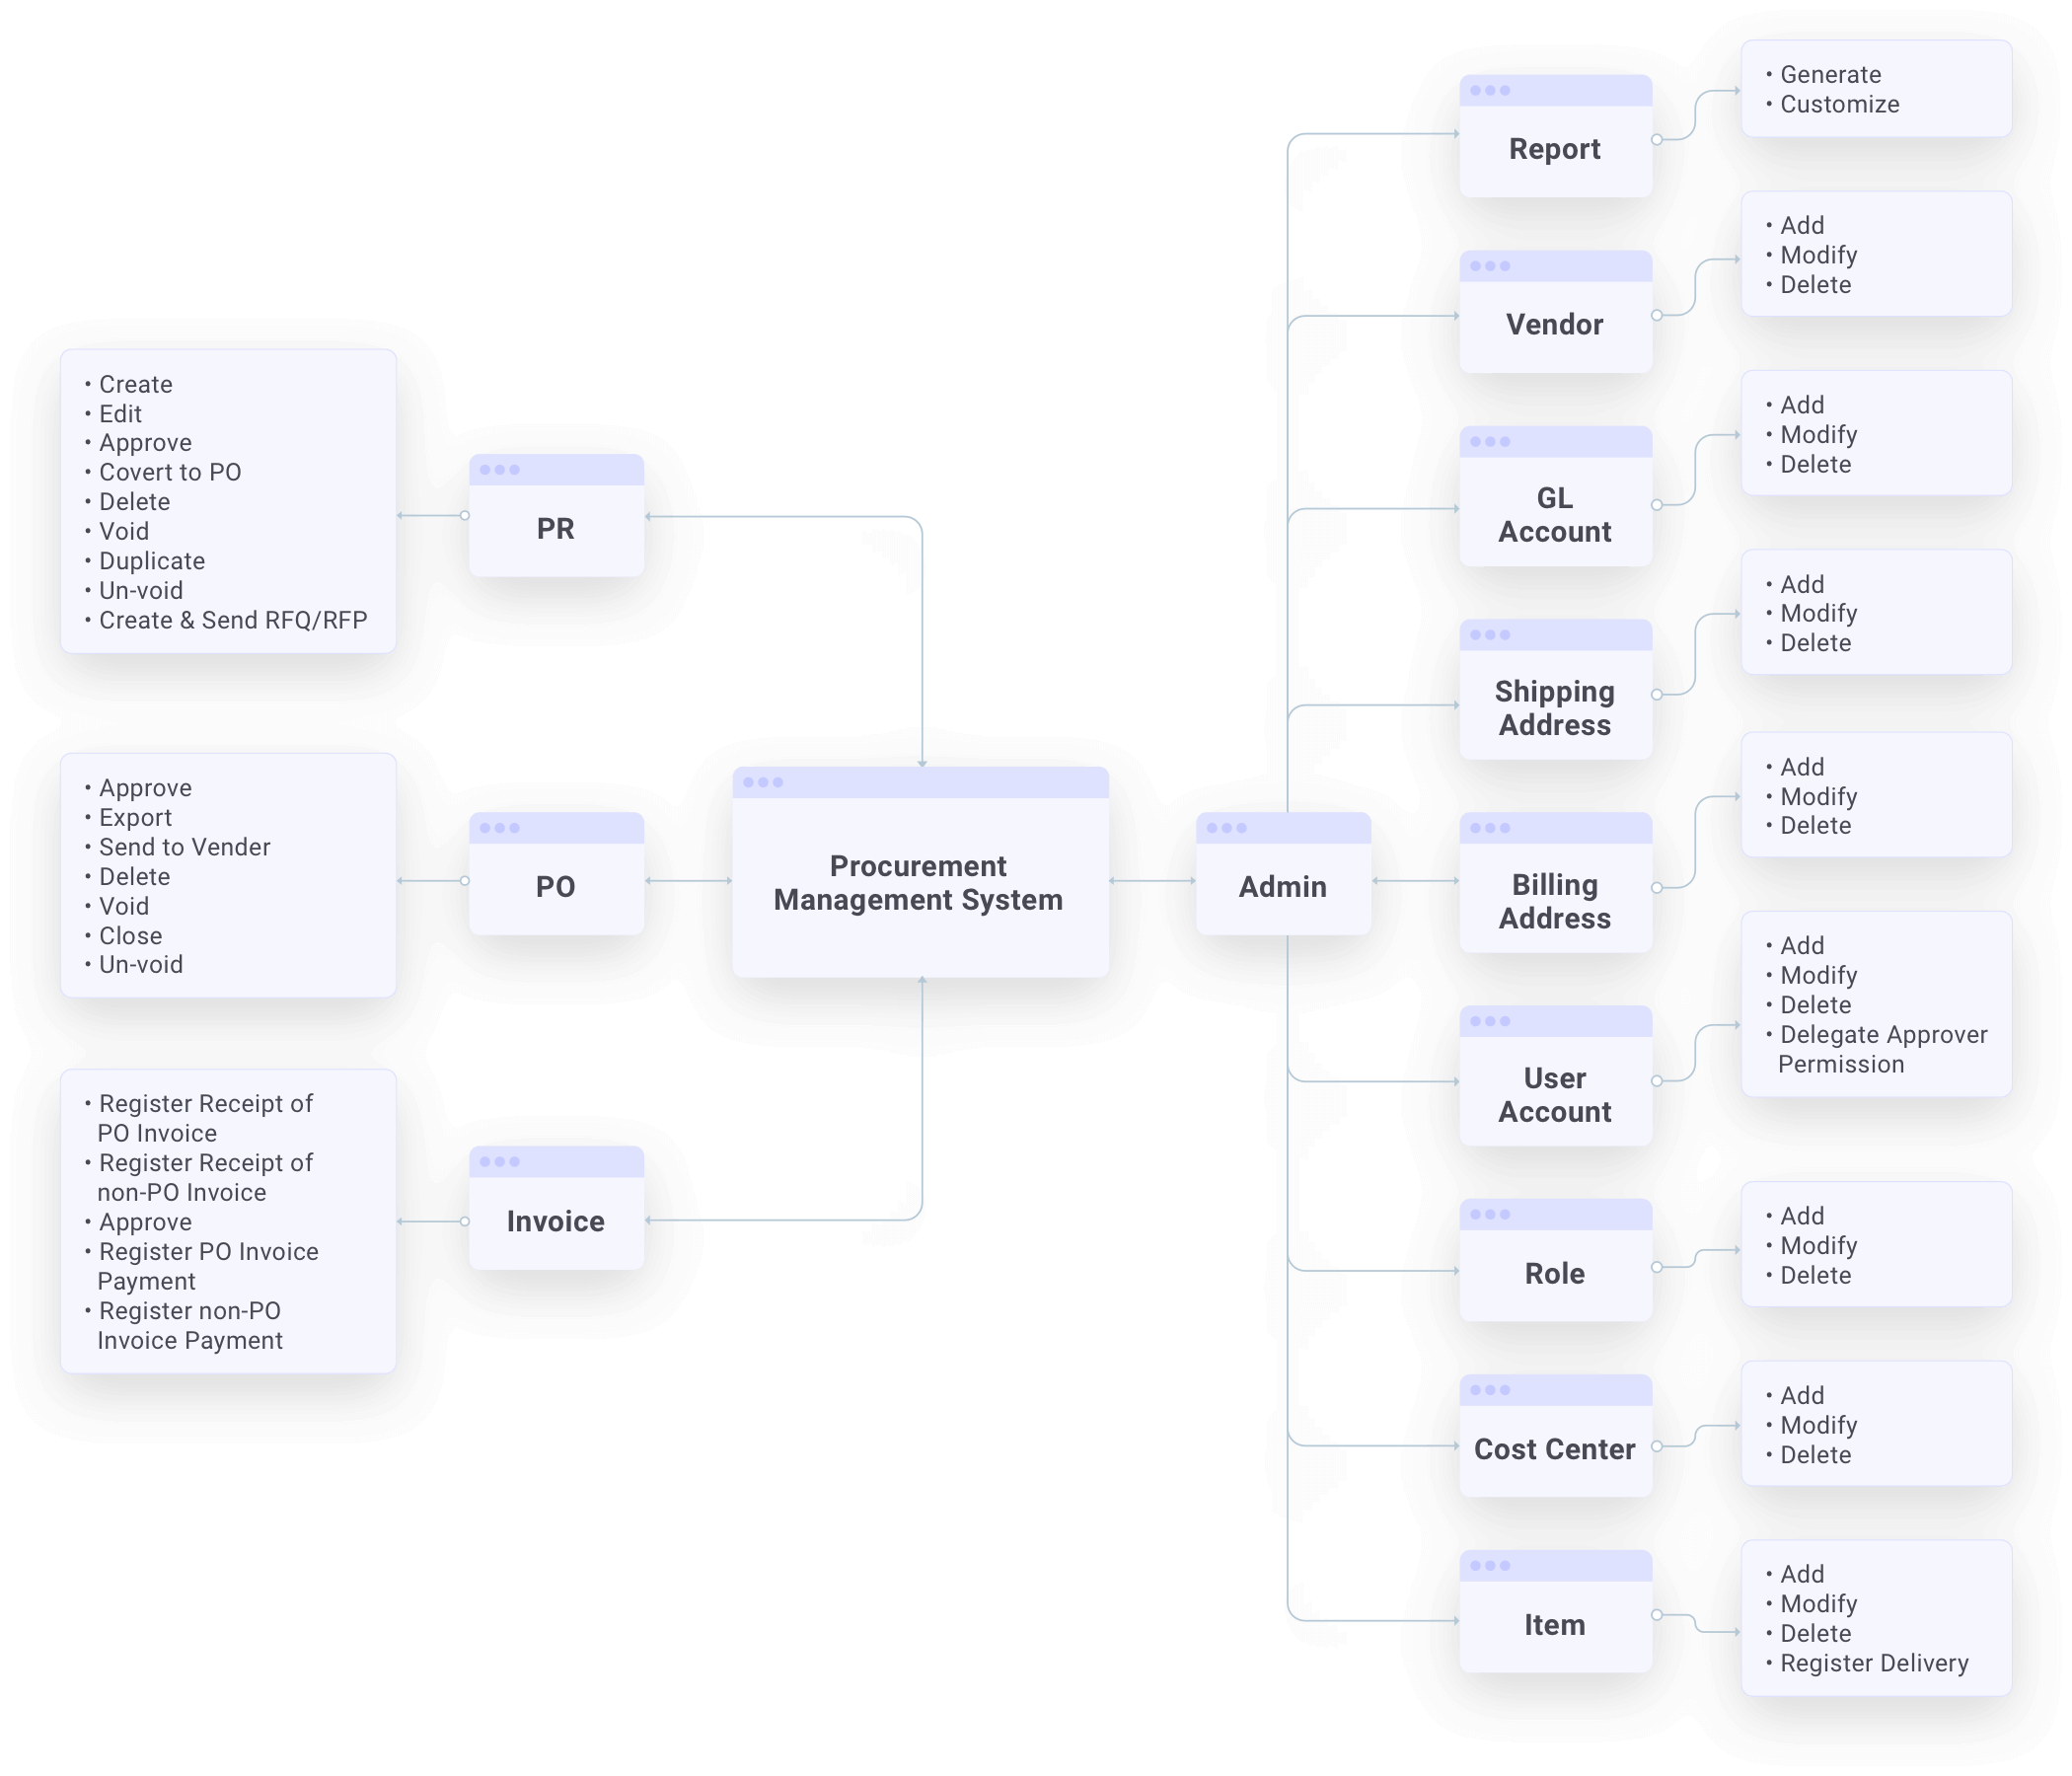 • Create
• Edit
• Approve
• Covert to PO
• Delete
• Void
• Duplicate
• Un-void
• Create & Send RFQ/RFP
PR
• Approve
• Export
• Send to Vender
• Delete
• Void
• Close
• Un-void
PO
• Register Receipt of
PO Invoice
• Register Receipt of
non-PO Invoice
• Approve
• Register PO Invoice
Payment
• Register non-PO
Invoice Payment
Invoice
Procurement
Management System
Admin
Report
• Generate
• Customize
Vendor
• Add
• Modify
• Delete
GL
Account
• Add
• Modify
• Delete
Shipping
Address
• Add
• Modify
• Delete
Billing
Address
• Add
• Modify
• Delete
User
Account
• Add
• Modify
• Delete
• Delegate Approver
Permission
Role
• Add
• Modify
• Delete
Cost Center
• Add
• Modify
• Delete
Item
• Add
• Modify
• Delete
• Register Delivery